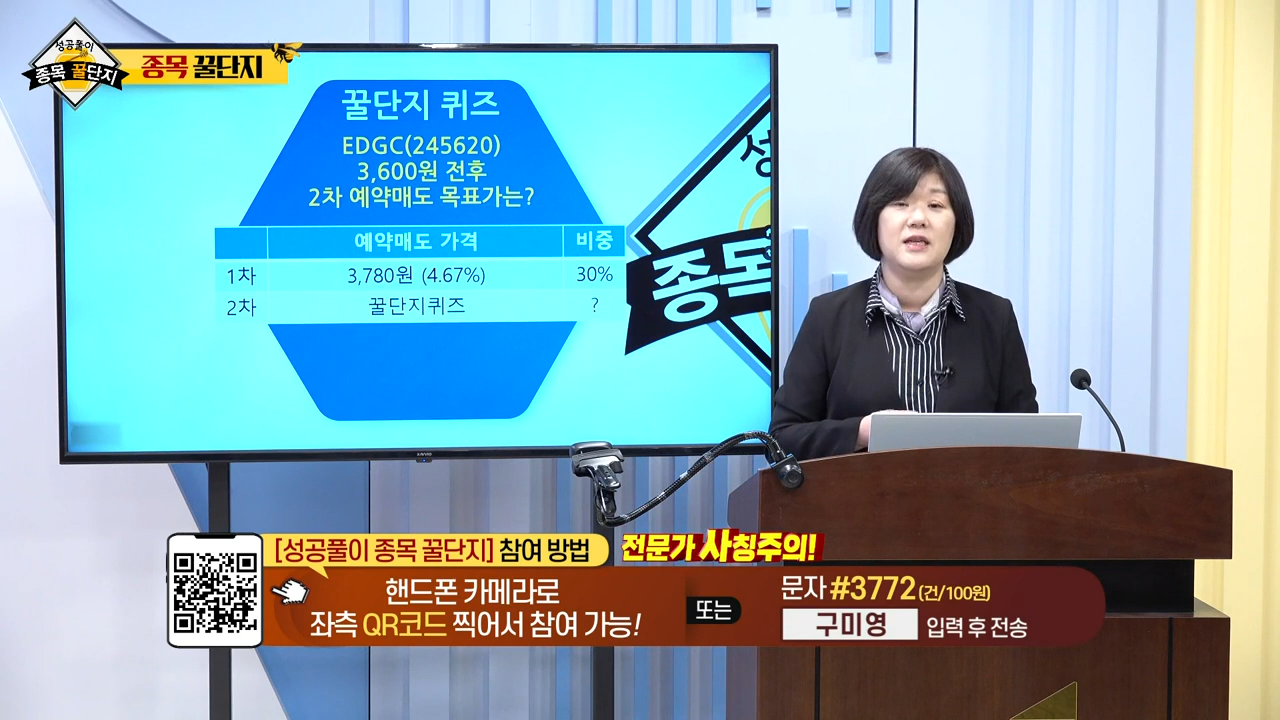 성공풀이
종목 꿀단지
종목 꿀단지
꿀단지 퀴즈
EDGC(245620)
3,600원 전후
2차 예약매도 목표가는?
예약매도 가격 비중
1차 3,780원 (4.67%) 30%
2차 꿀단지퀴즈 ?
성
종목
[성공풀이 종목 꿀단지] 참여 방법
전문가 사칭주의!
핸드폰 카메라로
좌측 QR코드 찍어서 참여 가능!
또는
문자 #3772 (건/100원)
구미영 입력 후 전송